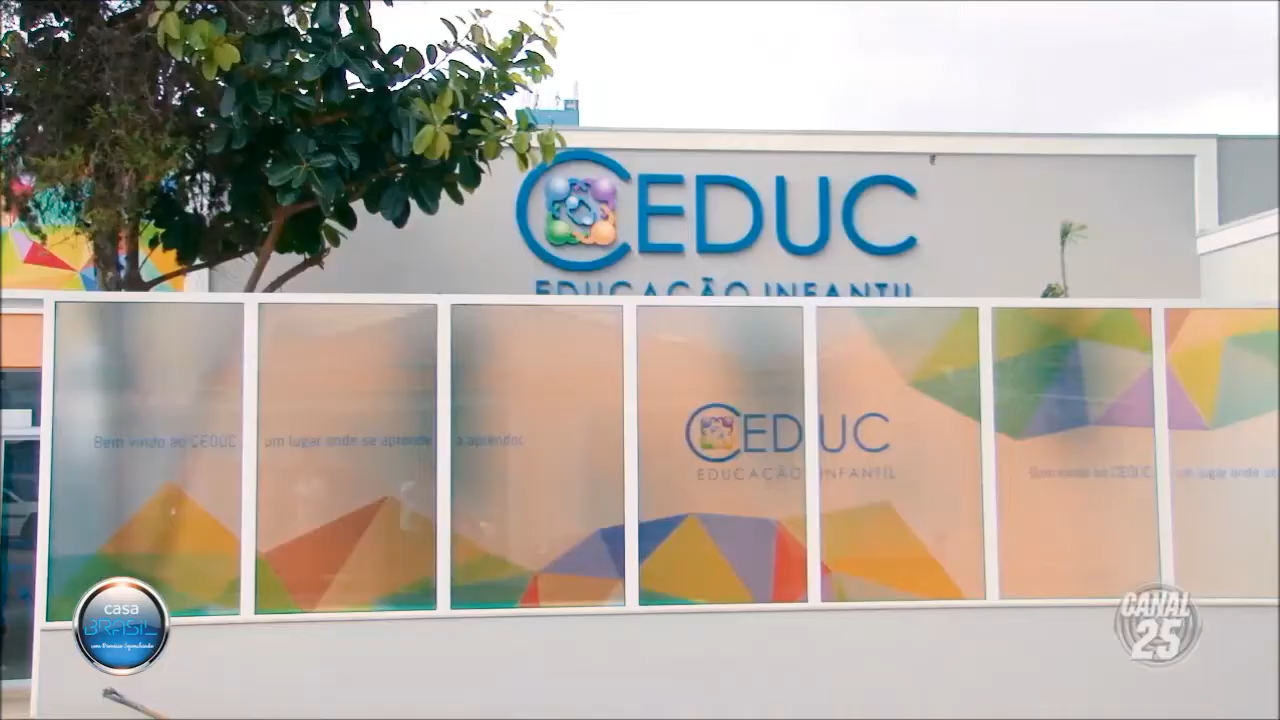 CEDUC
EDUCAÇÃO INFANTIL
Bem vindo ao CEDUC um lugar onde se aprende a aprender
CEDUC
EDUCAÇÃO INFANTIL
Bem vindo ao CEDUC um lugar onde se
casa
BRASIL
CANAL
25